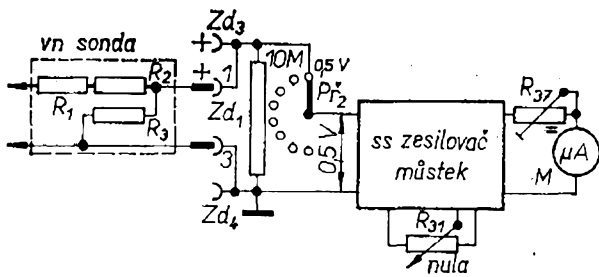 vn sonda
R1
R2
R3
+
Zd3
+
1
Zd1
3
Zd4
10M
0,5 V
Př2
0,5 V
ss zesilovač
můstek
R37
=
µA
M
R31
nula